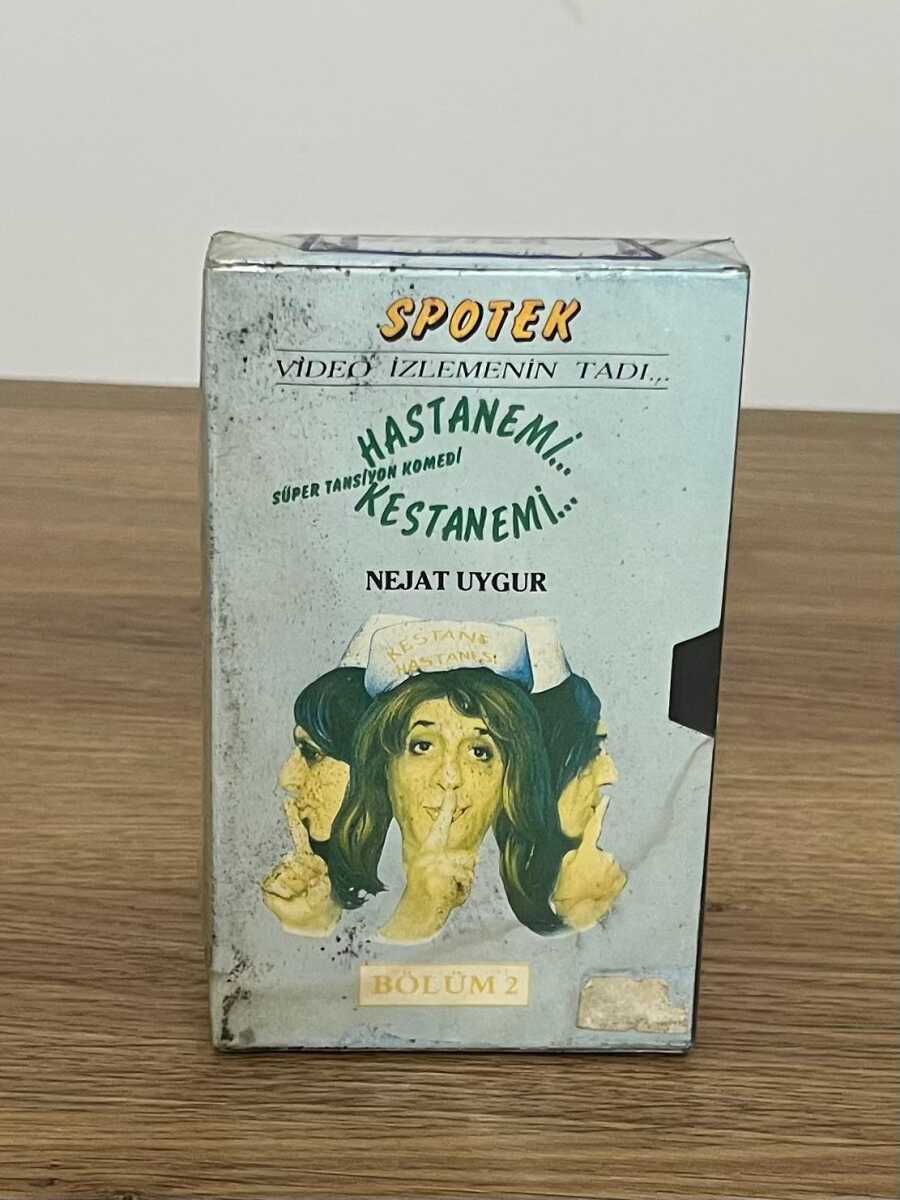 SPOTEK
VİDEO İZLEMENİN TADI...
HASTANEMİ...
SÜPER TANSİYON KOMEDİ
KESTANEMİ...
NEJAT UYGUR
KESTANE
HASTANESİ
BÖLÜM 2